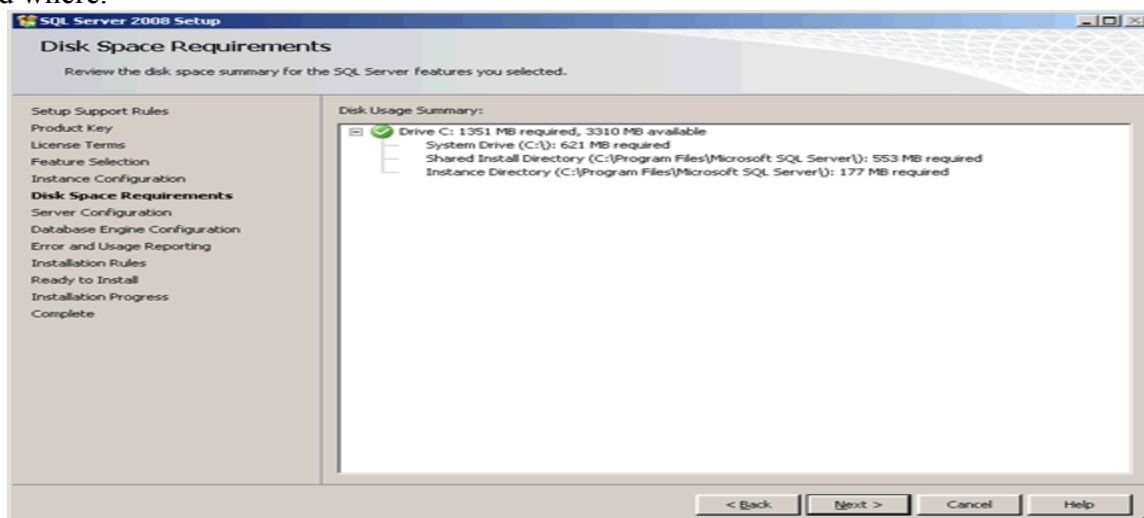 d where.
SQL Server 2008 Setup
Disk Space Requirements
Review the disk space summary for the SQL Server features you selected.
Setup Support Rules
Product Key
License Terms
Feature Selection
Instance Configuration
Disk Space Requirements
Server Configuration
Database Engine Configuration
Error and Usage Reporting
Installation Rules
Ready to Install
Installation Progress
Complete
Disk Usage Summary:
Drive C: 1351 MB required, 3310 MB available
System Drive (C:\): 621 MB required
Shared Install Directory (C:\Program Files\Microsoft SQL Server\): 553 MB required
Instance Directory (C:\Program Files\Microsoft SQL Server\): 177 MB required
< Back Next > Cancel Help